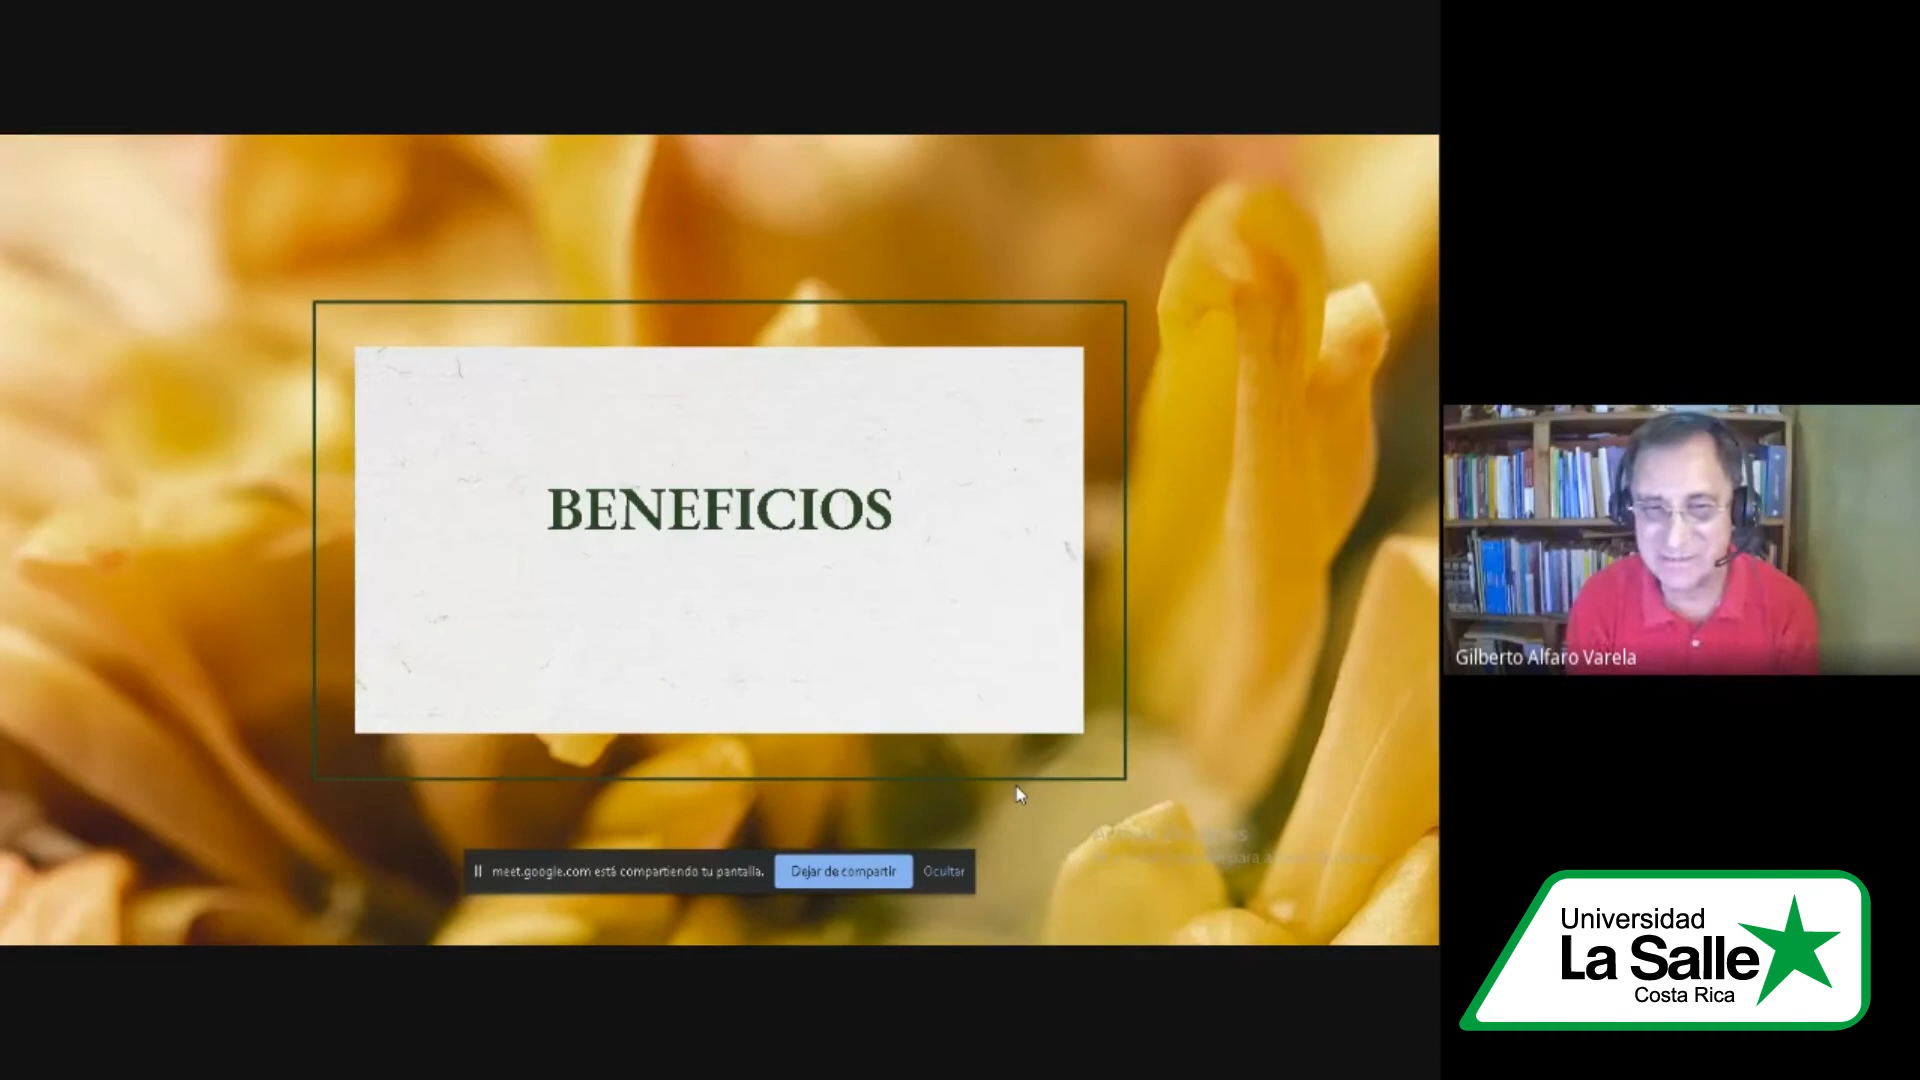 BENEFICIOS
Gilberto Alfaro Varela
meet.google.com está compartiendo tu pantalla. Dejar de compartir Ocultar
Universidad
La Salle
Costa Rica